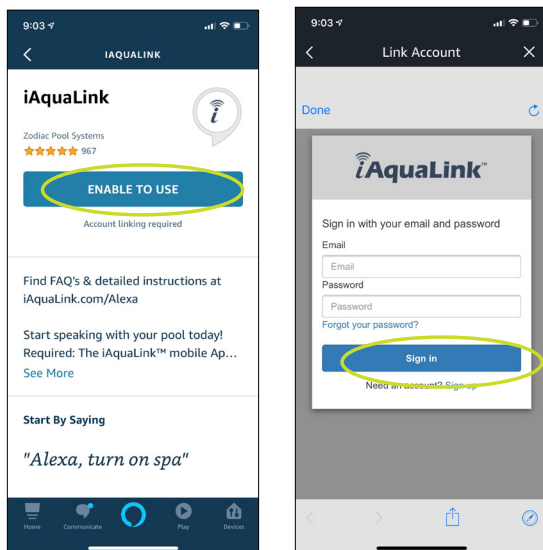 9:03
IAQUALINK
iAquaLink
Zodiac Pool Systems
967
ENABLE TO USE
Account linking required
Find FAQ's & detailed instructions at
iAquaLink.com/Alexa
Start speaking with your pool today!
Required: The iAquaLink™ mobile Ap...
See More
Start By Saying
"Alexa, turn on spa"
Home Communicate Play Devices
9:03
Link Account
Done
iAquaLink™
Sign in with your email and password
Email
Email
Password
Password
Forgot your password?
Sign in
Need an account? Sign up